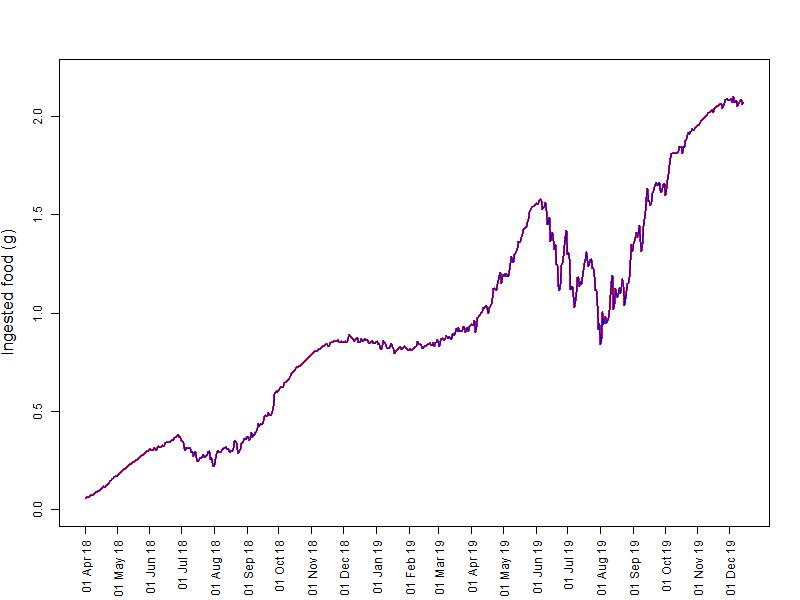 Ingested food (g)
2.0
1.5
1.0
0.5
0.0
01 Apr 18
01 May 18
01 Jun 18
01 Jul 18
01 Aug 18
01 Sep 18
01 Oct 18
01 Nov 18
01 Dec 18
01 Jan 19
01 Feb 19
01 Mar 19
01 Apr 19
01 May 19
01 Jun 19
01 Jul 19
01 Aug 19
01 Sep 19
01 Oct 19
01 Nov 19
01 Dec 19